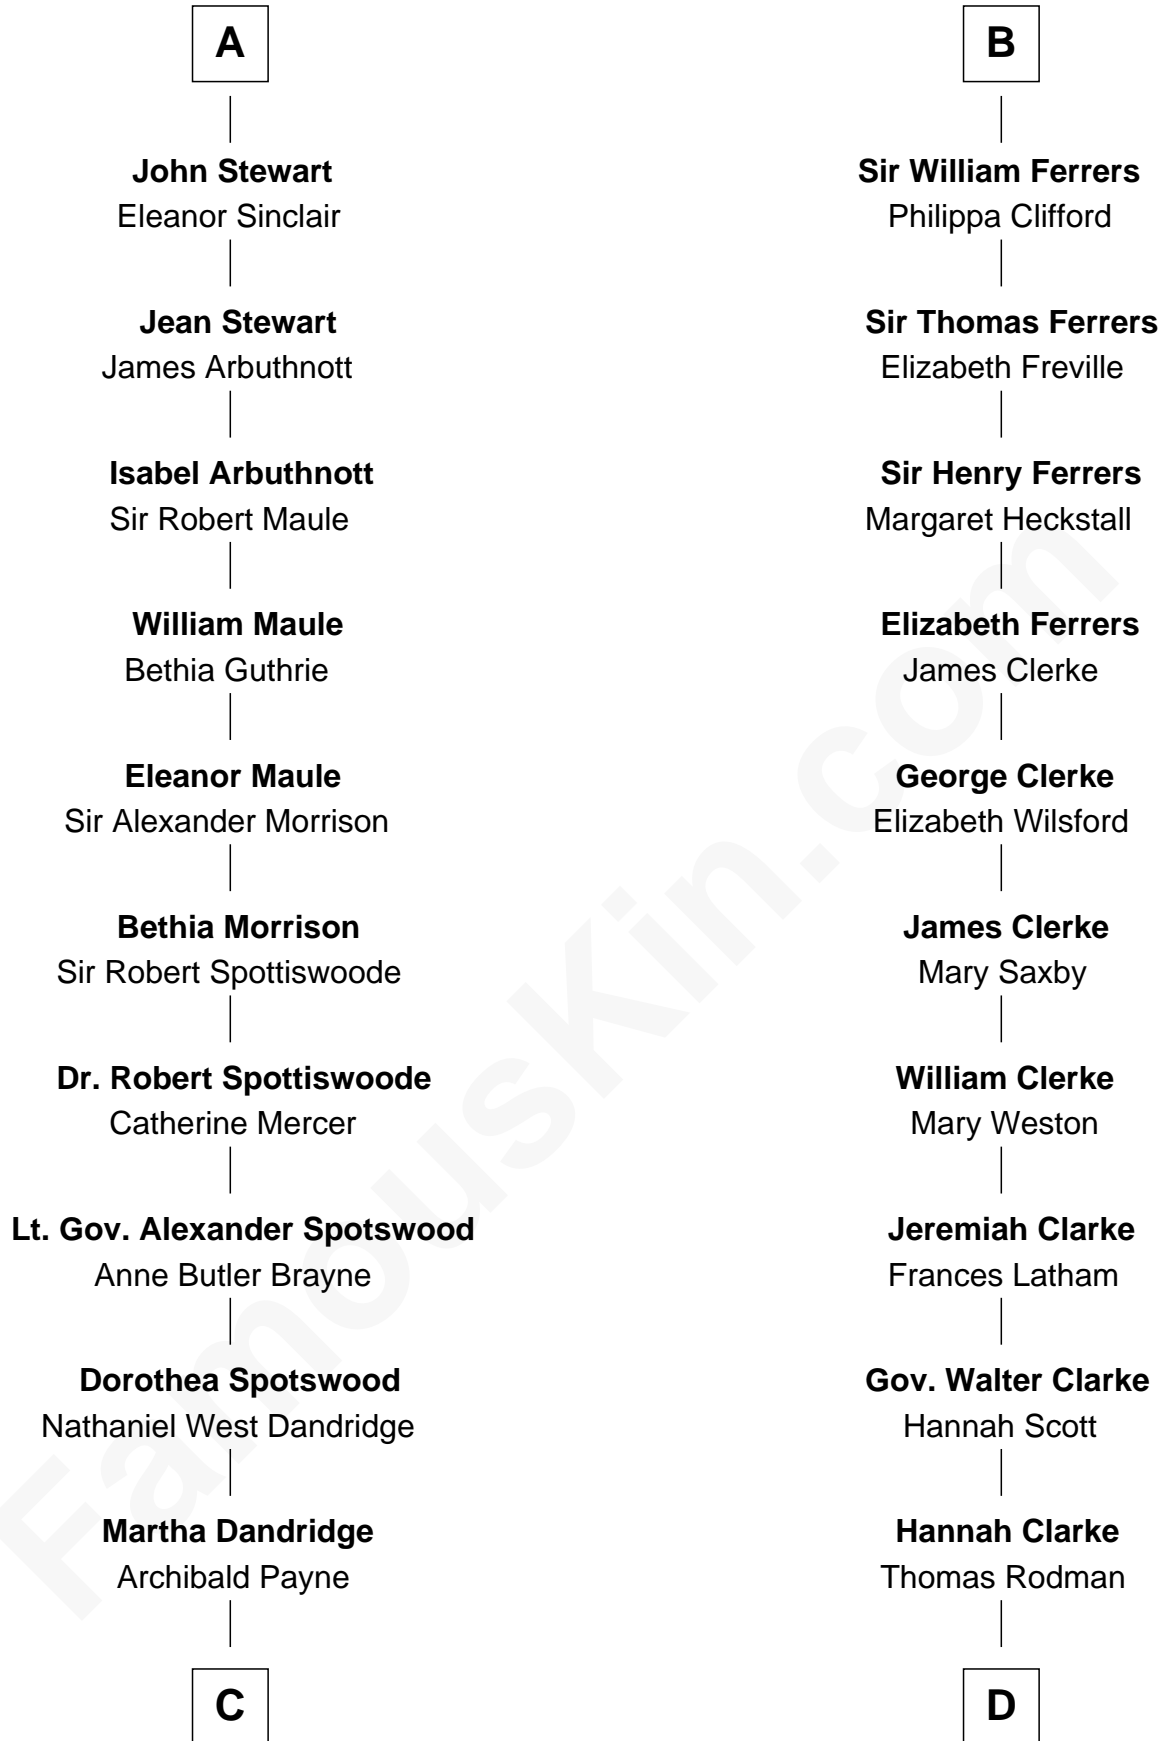 A
John Stewart
Eleanor Sinclair
Jean Stewart
James Arbuthnott
Isabel Arbuthnott
Sir Robert Maule
William Maule
Bethia Guthrie
Eleanor Maule
Sir Alexander Morrison
Bethia Morrison
Sir Robert Spottiswoode
Dr. Robert Spottiswoode
Catherine Mercer
Lt. Gov. Alexander Spotswood
Anne Butler Brayne
Dorothea Spotswood
Nathaniel West Dandridge
Martha Dandridge
Archibald Payne
C
B
Sir William Ferrers
Philippa Clifford
Sir Thomas Ferrers
Elizabeth Freville
Sir Henry Ferrers
Margaret Heckstall
Elizabeth Ferrers
James Clerke
George Clerke
Elizabeth Wilsford
James Clerke
Mary Saxby
William Clerke
Mary Weston
Jeremiah Clarke
Frances Latham
Gov. Walter Clarke
Hannah Scott
Hannah Clarke
Thomas Rodman
D
FamousKin.com